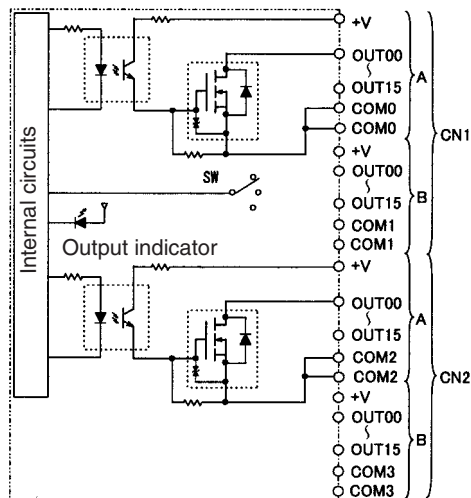 Internal circuits
+V
OUT00
OUT15
COM0
COM0
A
+V
OUT00
OUT15
COM1
COM1
B
CN1
SW
Output indicator
+V
OUT00
OUT15
COM2
COM2
A
+V
OUT00
OUT15
COM3
COM3
B
CN2